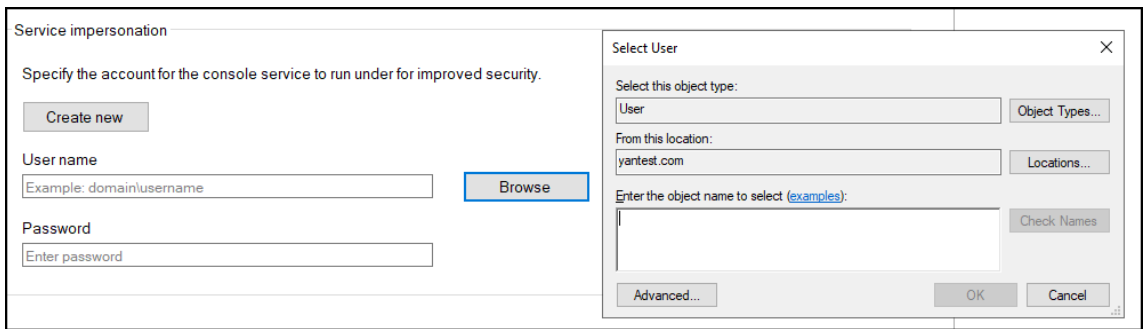 Service impersonation
Specify the account for the console service to run under for improved security.
Create new
User name
Example: domain\username
Browse
Password
Enter password
Select User
Select this object type:
User
Object Types...
From this location:
yantest.com
Locations...
Enter the object name to select (examples):
Check Names
Advanced...
OK
Cancel